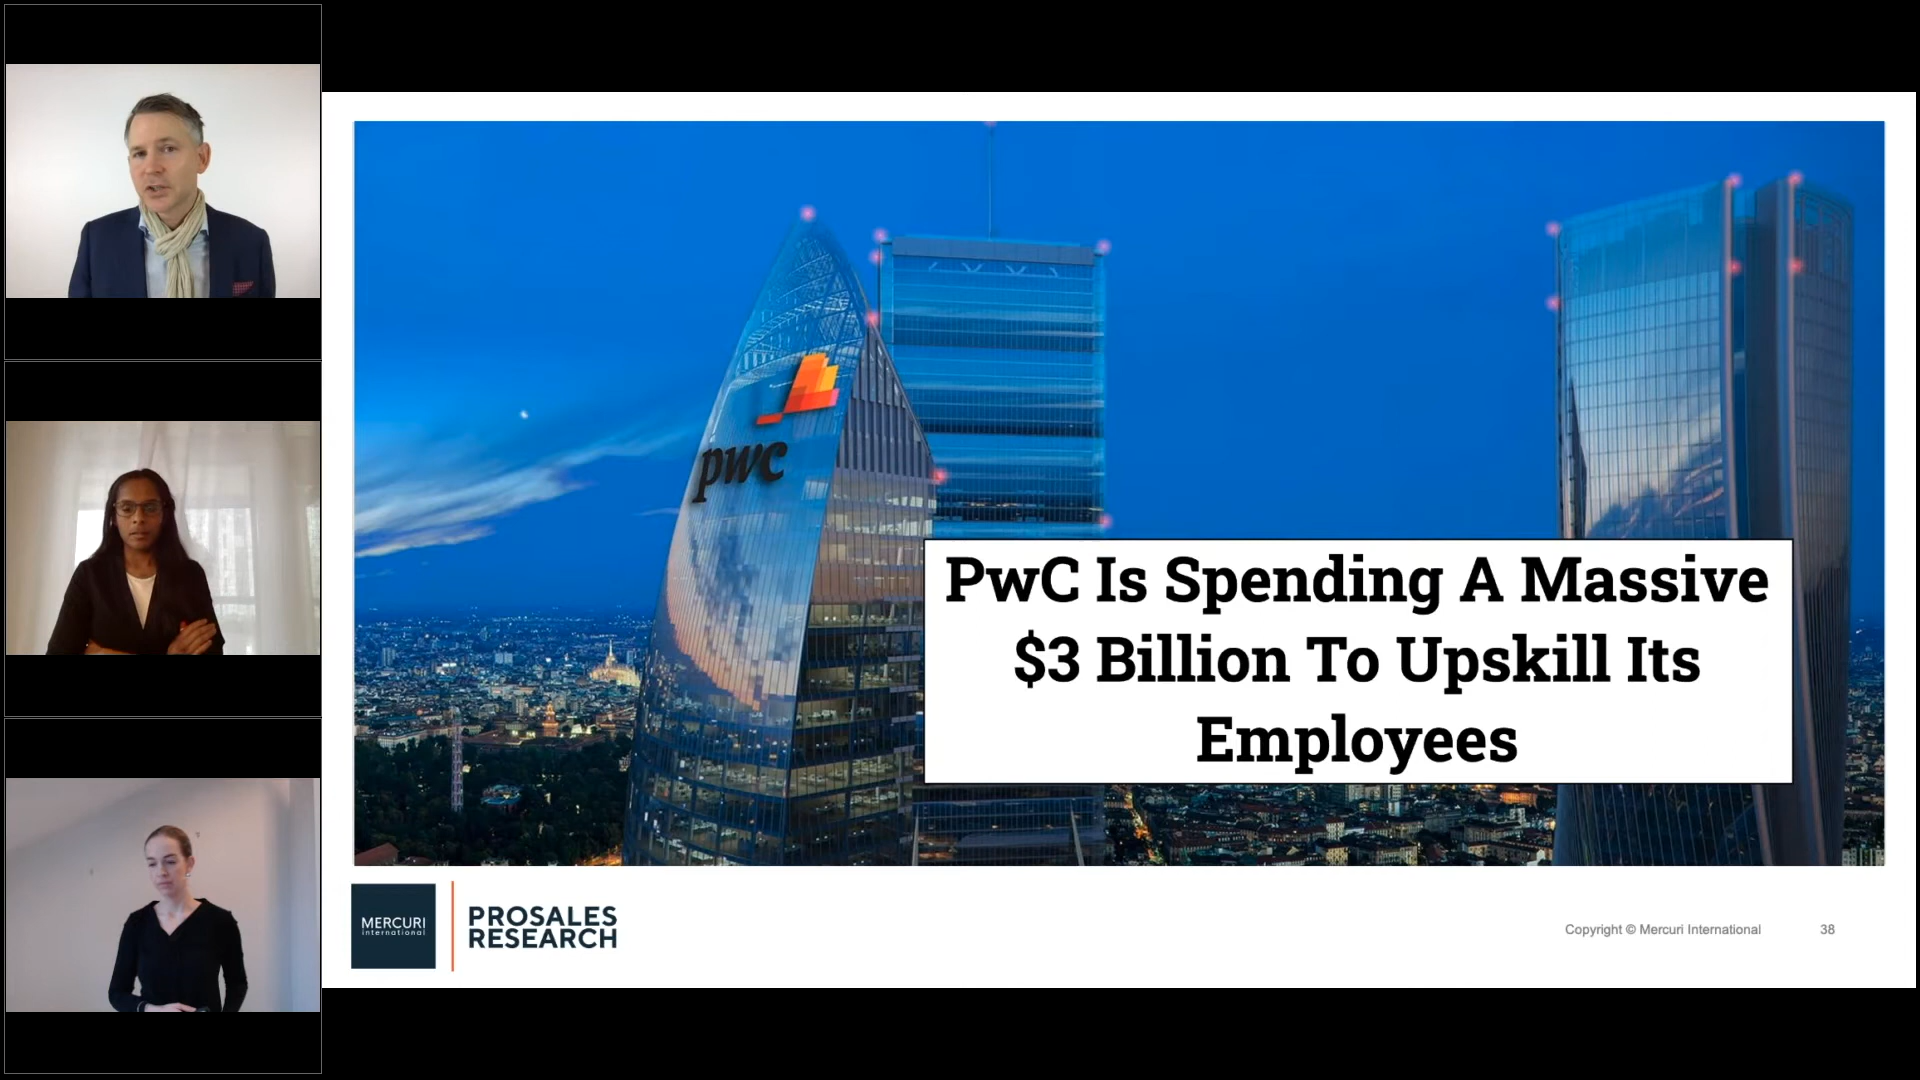 pwc
PwC Is Spending A Massive
$3 Billion To Upskill Its
Employees
MERCURI
international
PROSALES
RESEARCH
Copyright © Mercuri International
38